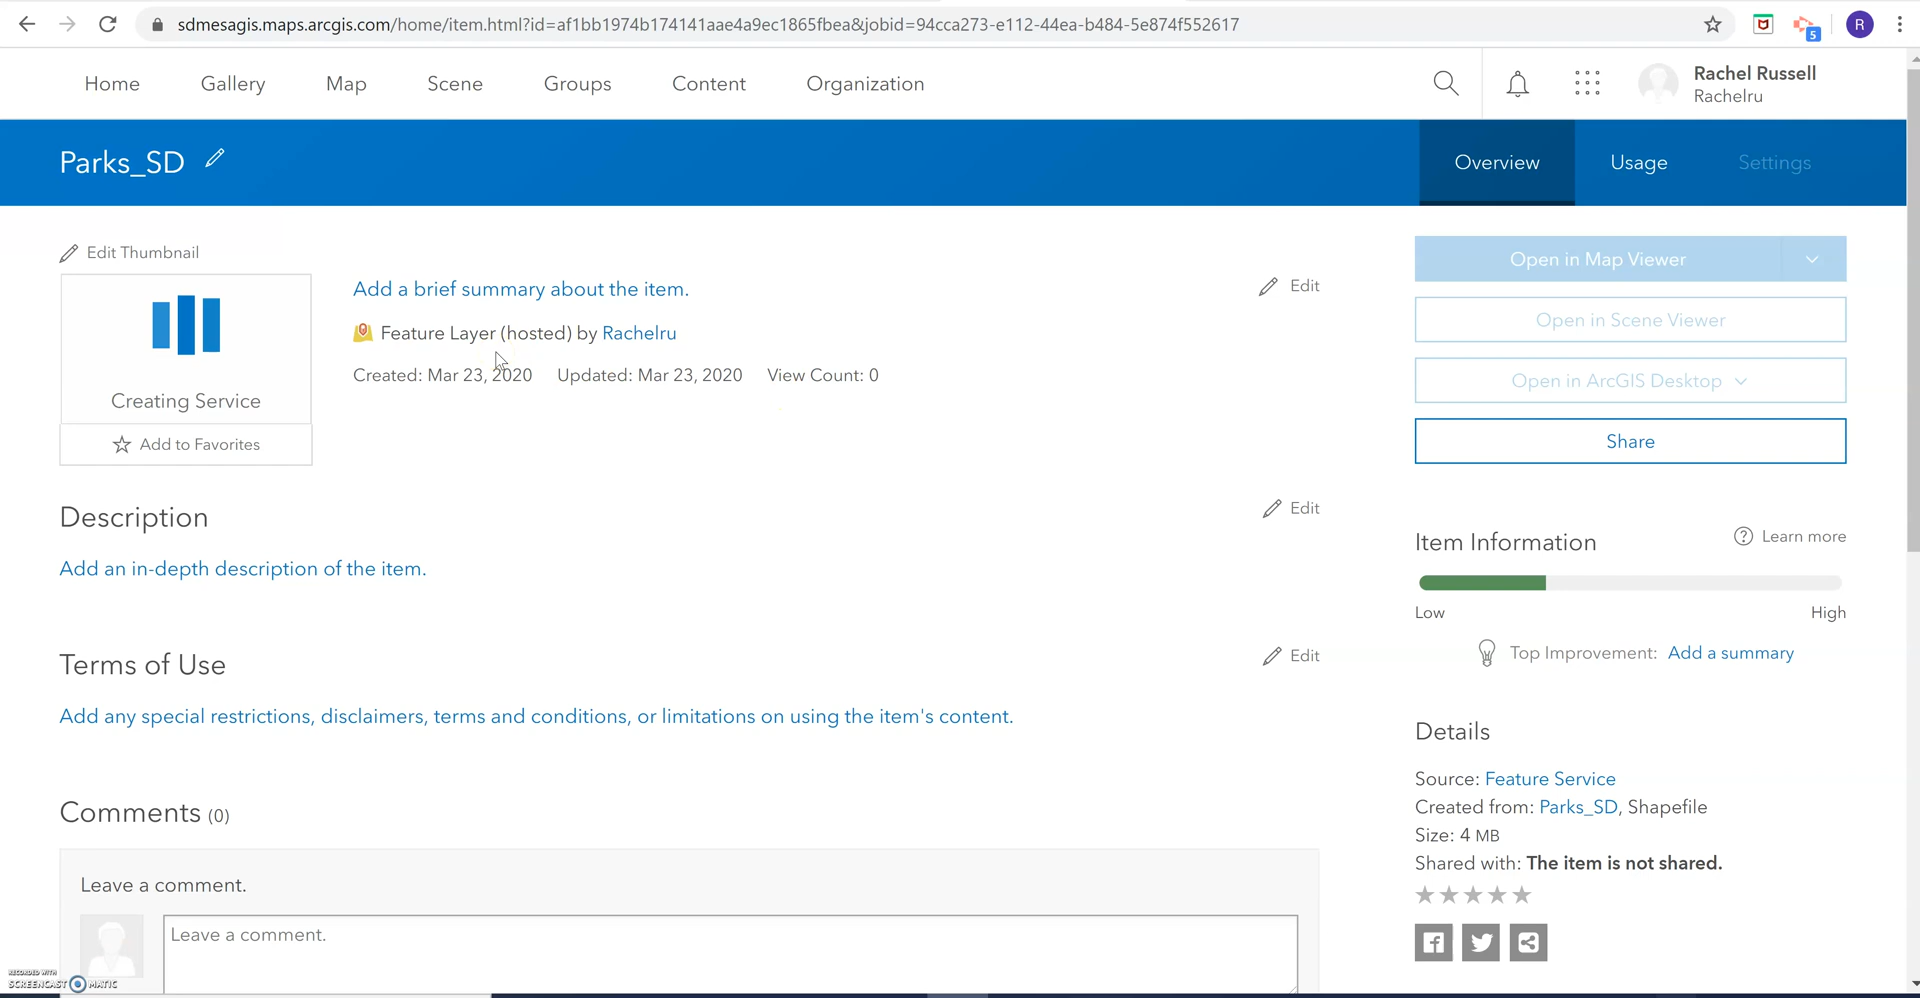 sdmesagis.maps.arcgis.com/home/item.html?id=af1bb1974b174141aae4a9ec1865fbea&jobid=94cca273-e112-44ea-b484-5e874f552617
5
R
Home Gallery Map Scene Groups Content Organization
Rachel Russell
Rachelru
Parks_SD
Overview Usage Settings
Edit Thumbnail
Creating Service
Add to Favorites
Add a brief summary about the item.
Edit
Feature Layer (hosted) by Rachelru
Created: Mar 23, 2020 Updated: Mar 23, 2020 View Count: 0
Open in Map Viewer
Open in Scene Viewer
Open in ArcGIS Desktop
Share
Description
Edit
Add an in-depth description of the item.
Item Information
? Learn more
Low High
Top Improvement: Add a summary
Terms of Use
Edit
Add any special restrictions, disclaimers, terms and conditions, or limitations on using the item's content.
Details
Source: Feature Service
Created from: Parks_SD, Shapefile
Size: 4 MB
Shared with: The item is not shared.
Comments (0)
Leave a comment.
Leave a comment.
RECORDED WITH
SCREENCAST MATIC